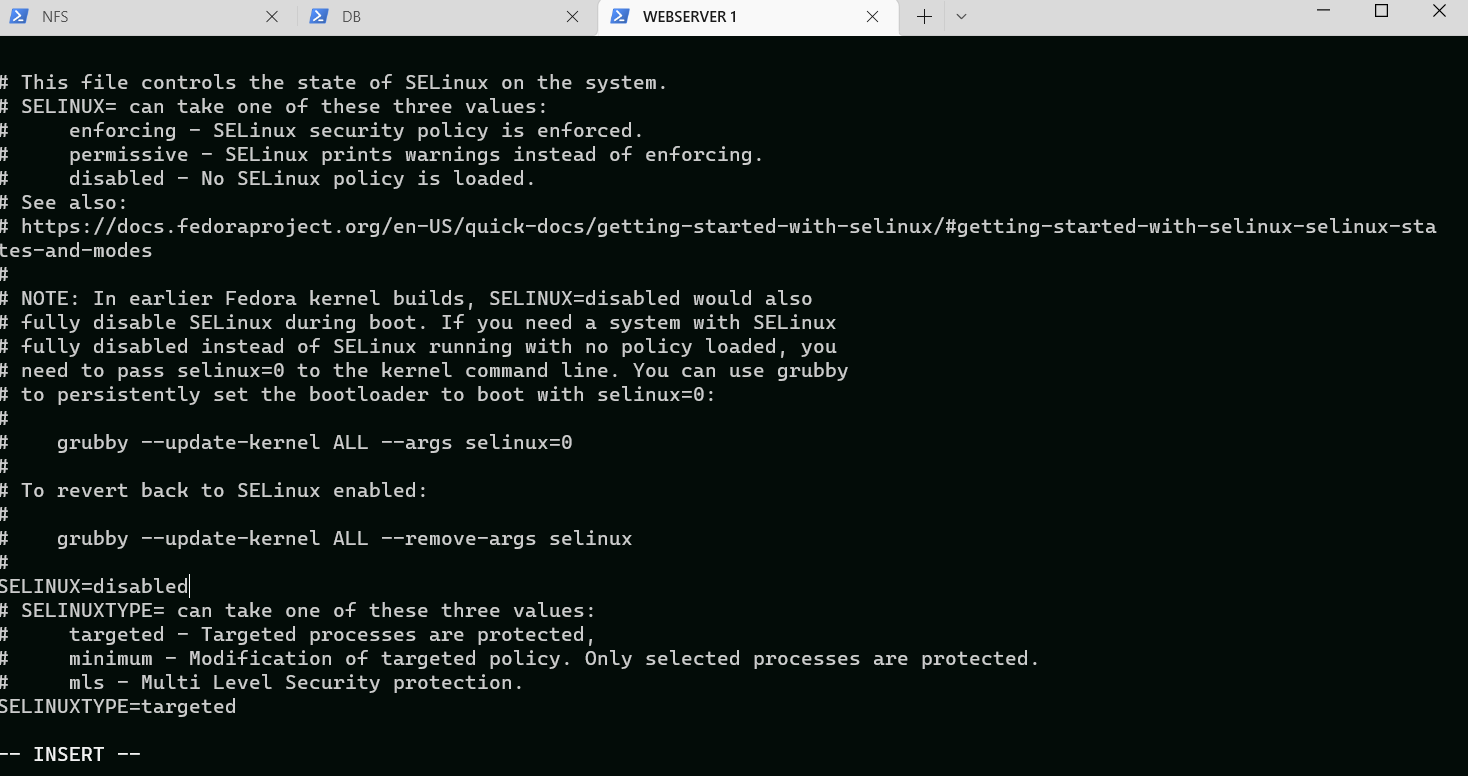 NFS
DB
WEBSERVER 1
# This file controls the state of SELinux on the system.
# SELINUX= can take one of these three values:
#     enforcing - SELinux security policy is enforced.
#     permissive - SELinux prints warnings instead of enforcing.
#     disabled - No SELinux policy is loaded.
# See also:
# https://docs.fedoraproject.org/en-US/quick-docs/getting-started-with-selinux/#getting-started-with-selinux-selinux-sta
tes-and-modes
#
# NOTE: In earlier Fedora kernel builds, SELINUX=disabled would also
# fully disable SELinux during boot. If you need a system with SELinux
# fully disabled instead of SELinux running with no policy loaded, you
# need to pass selinux=0 to the kernel command line. You can use grubby
# to persistently set the bootloader to boot with selinux=0:
#
#    grubby --update-kernel ALL --args selinux=0
#
# To revert back to SELinux enabled:
#
#    grubby --update-kernel ALL --remove-args selinux
#
SELINUX=disabled
# SELINUXTYPE= can take one of these three values:
#     targeted - Targeted processes are protected,
#     minimum - Modification of targeted policy. Only selected processes are protected.
#     mls - Multi Level Security protection.
SELINUXTYPE=targeted
-- INSERT --